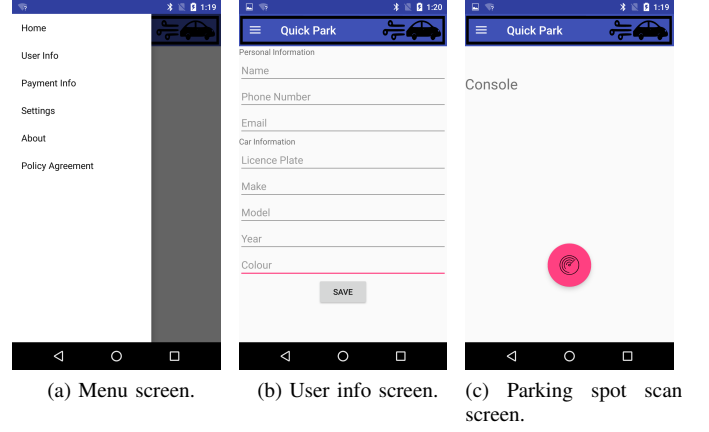 1:19
Home
User Info
Payment Info
Settings
About
Policy Agreement
(a) Menu screen.
1:20
Quick Park
Personal Information
Name
Phone Number
Email
Car Information
Licence Plate
Make
Model
Year
Colour
SAVE
(b) User info screen.
1:19
Quick Park
Console
(c) Parking spot scan
screen.